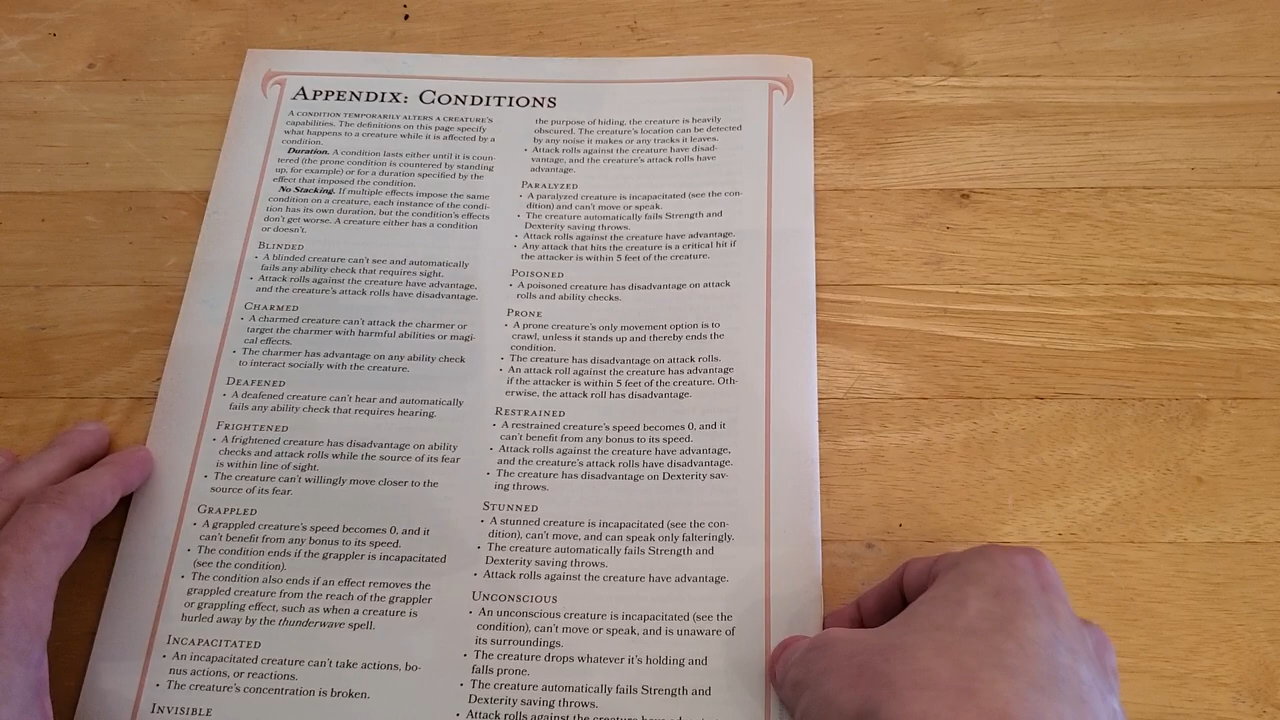 APPENDIX: CONDITIONS
A CONDITION TEMPORARILY ALTERS A CREATURE'S
capabilities. The definitions on this page specify
what happens to a creature while it is affected by a
condition.
Duration. A condition lasts either until it is coun-
tered (the prone condition is countered by standing
up, for example) or for a duration specified by the
effect that imposed the condition.
No Stacking. If multiple effects impose the same
condition on a creature, each instance of the condi-
tion has its own duration, but the condition's effects
don't get worse. A creature either has a condition
or doesn't.
BLINDED
• A blinded creature can't see and automatically
fails any ability check that requires sight.
• Attack rolls against the creature have advantage,
and the creature's attack rolls have disadvantage.
CHARMED
• A charmed creature can't attack the charmer or
target the charmer with harmful abilities or magi-
cal effects.
• The charmer has advantage on any ability check
to interact socially with the creature.
DEAFENED
• A deafened creature can't hear and automatically
fails any ability check that requires hearing.
FRIGHTENED
• A frightened creature has disadvantage on ability
checks and attack rolls while the source of its fear
is within line of sight.
• The creature can't willingly move closer to the
source of its fear.
GRAPPLED
• A grappled creature's speed becomes 0, and it
can't benefit from any bonus to its speed.
• The condition ends if the grappler is incapacitated
(see the condition).
• The condition also ends if an effect removes the
grappled creature from the reach of the grappler
or grappling effect, such as when a creature is
hurled away by the thunderwave spell.
INCAPACITATED
• An incapacitated creature can't take actions, bo-
nus actions, or reactions.
• The creature's concentration is broken.
INVISIBLE
the purpose of hiding, the creature is heavily
obscured. The creature's location can be detected
by any noise it makes or any tracks it leaves.
• Attack rolls against the creature have disad-
vantage, and the creature's attack rolls have
advantage.
PARALYZED
• A paralyzed creature is incapacitated (see the con-
dition) and can't move or speak.
• The creature automatically fails Strength and
Dexterity saving throws.
• Attack rolls against the creature have advantage.
• Any attack that hits the creature is a critical hit if
the attacker is within 5 feet of the creature.
POISONED
• A poisoned creature has disadvantage on attack
rolls and ability checks.
PRONE
• A prone creature's only movement option is to
crawl, unless it stands up and thereby ends the
condition.
• The creature has disadvantage on attack rolls.
• An attack roll against the creature has advantage
if the attacker is within 5 feet of the creature. Oth-
erwise, the attack roll has disadvantage.
RESTRAINED
• A restrained creature's speed becomes 0, and it
can't benefit from any bonus to its speed.
• Attack rolls against the creature have advantage,
and the creature's attack rolls have disadvantage.
• The creature has disadvantage on Dexterity sav-
ing throws.
STUNNED
• A stunned creature is incapacitated (see the con-
dition), can't move, and can speak only falteringly.
• The creature automatically fails Strength and
Dexterity saving throws.
• Attack rolls against the creature have advantage.
UNCONSCIOUS
• An unconscious creature is incapacitated (see the
condition), can't move or speak, and is unaware of
its surroundings.
• The creature drops whatever it's holding and
falls prone.
• The creature automatically fails Strength and
Dexterity saving throws.
• Attack rolls against the creature have